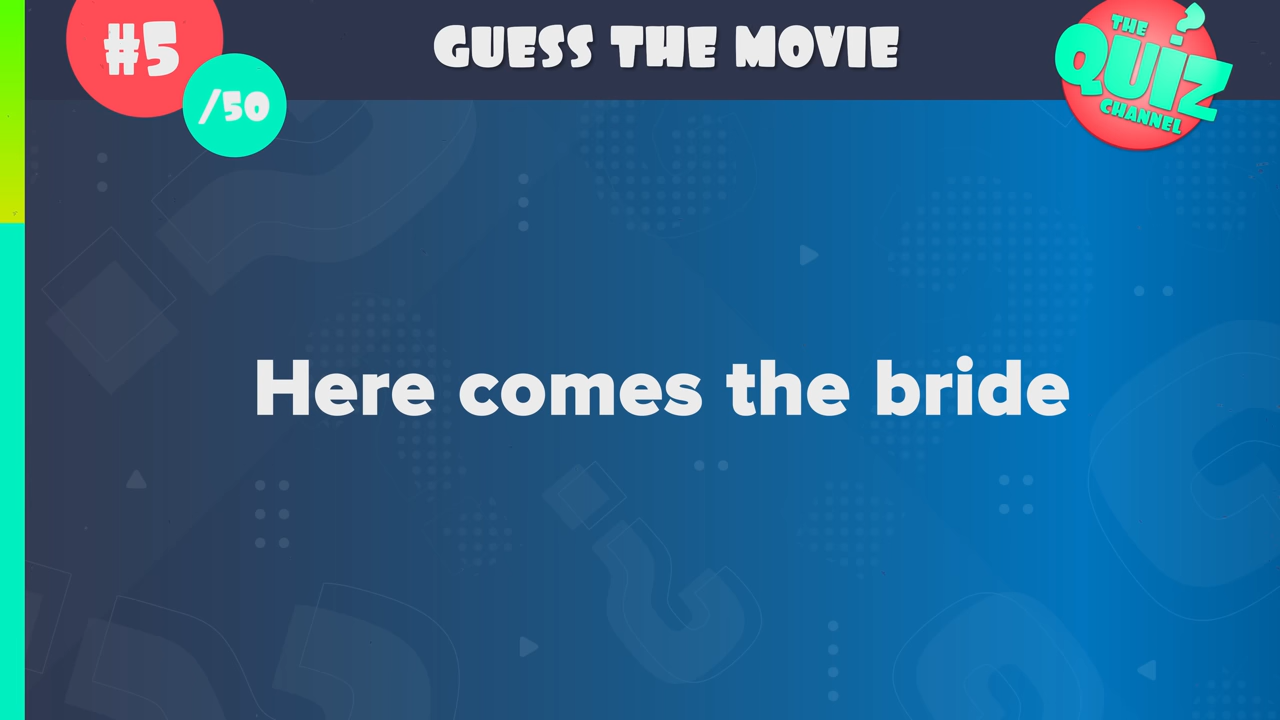 #5
/50
GUESS THE MOVIE
THE
QUIZ
CHANNEL
Here comes the bride